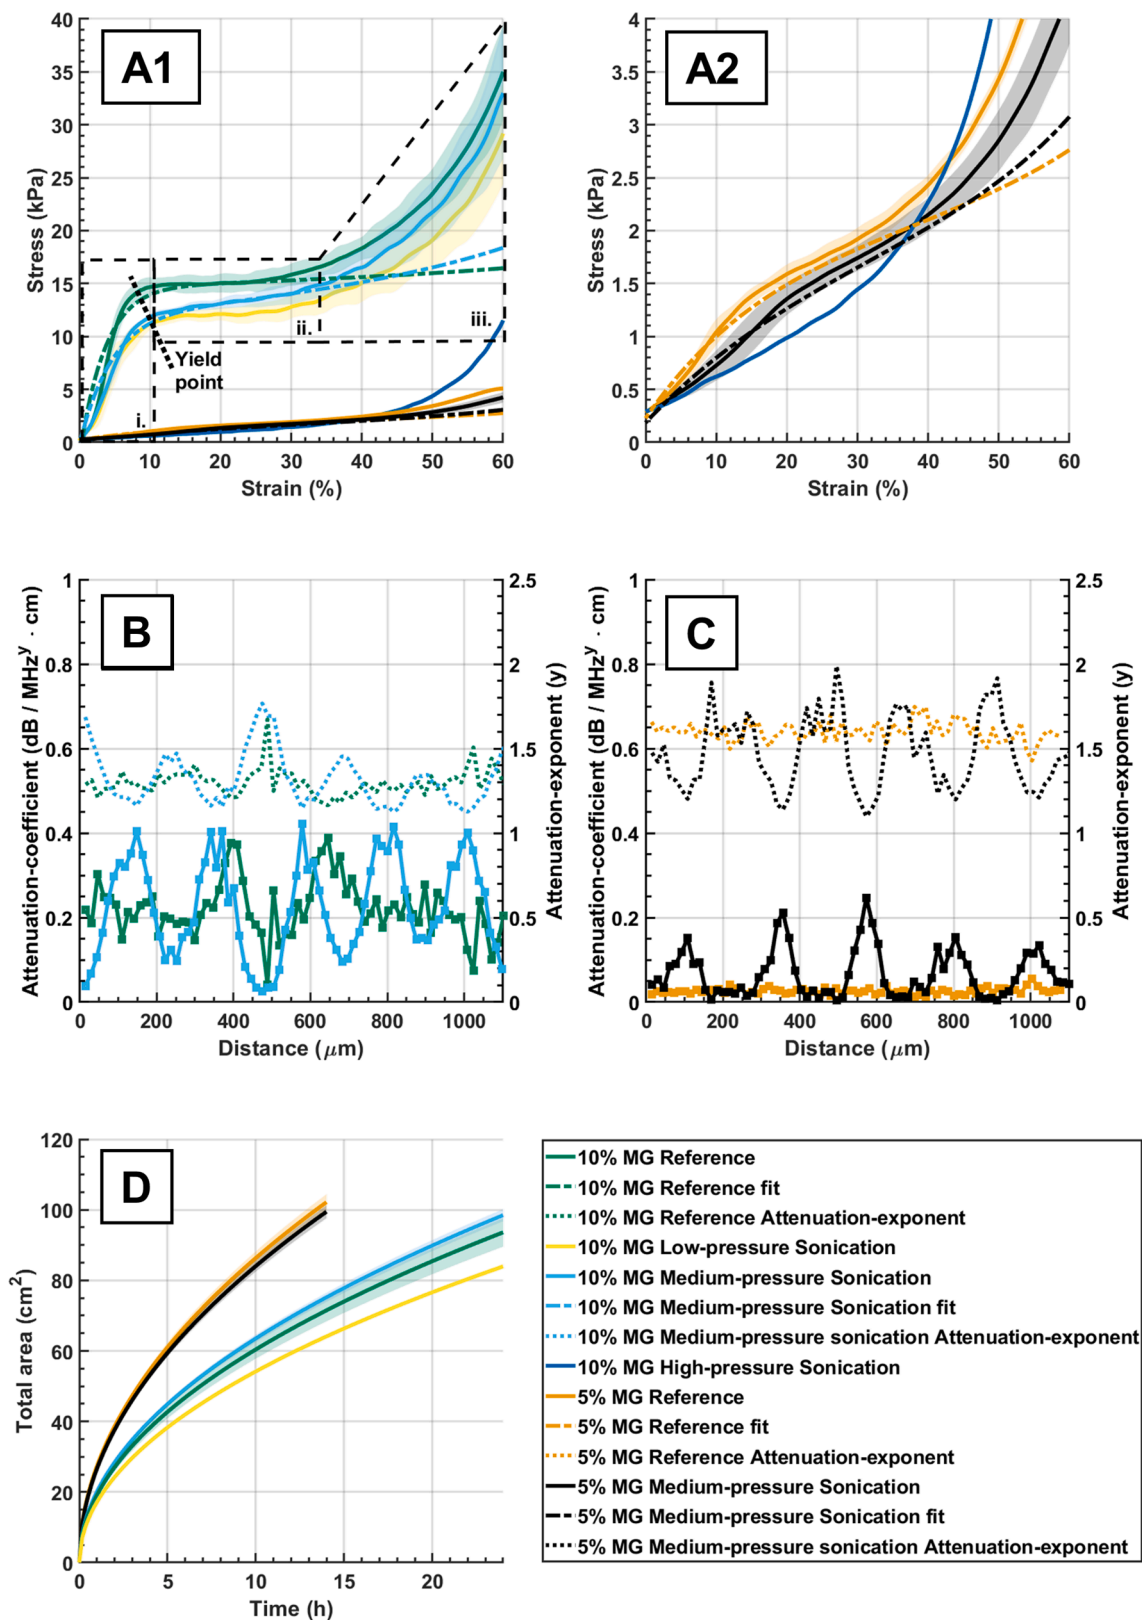 A1
40
35
30
25
20
15
10
5
0
Stress (kPa)
0 10 20 30 40 50 60
Strain (%)
Yield
point
i.
ii.
iii.
A2
4
3.5
3
2.5
2
1.5
1
0.5
0
Stress (kPa)
0 10 20 30 40 50 60
Strain (%)
B
1
0.8
0.6
0.4
0.2
0
Attenuation-coefficient (dB / MHz^y · cm)
2.5
2
1.5
1
0.5
0
Attenuation-exponent (y)
0 200 400 600 800 1000
Distance (μm)
C
1
0.8
0.6
0.4
0.2
0
Attenuation-coefficient (dB / MHz^y · cm)
2.5
2
1.5
1
0.5
0
Attenuation-exponent (y)
0 200 400 600 800 1000
Distance (μm)
D
120
100
80
60
40
20
0
Total area (cm²)
0 5 10 15 20
Time (h)
10% MG Reference
10% MG Reference fit
10% MG Reference Attenuation-exponent
10% MG Low-pressure Sonication
10% MG Medium-pressure Sonication
10% MG Medium-pressure Sonication fit
10% MG Medium-pressure sonication Attenuation-exponent
10% MG High-pressure Sonication
5% MG Reference
5% MG Reference fit
5% MG Reference Attenuation-exponent
5% MG Medium-pressure Sonication
5% MG Medium-pressure Sonication fit
5% MG Medium-pressure sonication Attenuation-exponent